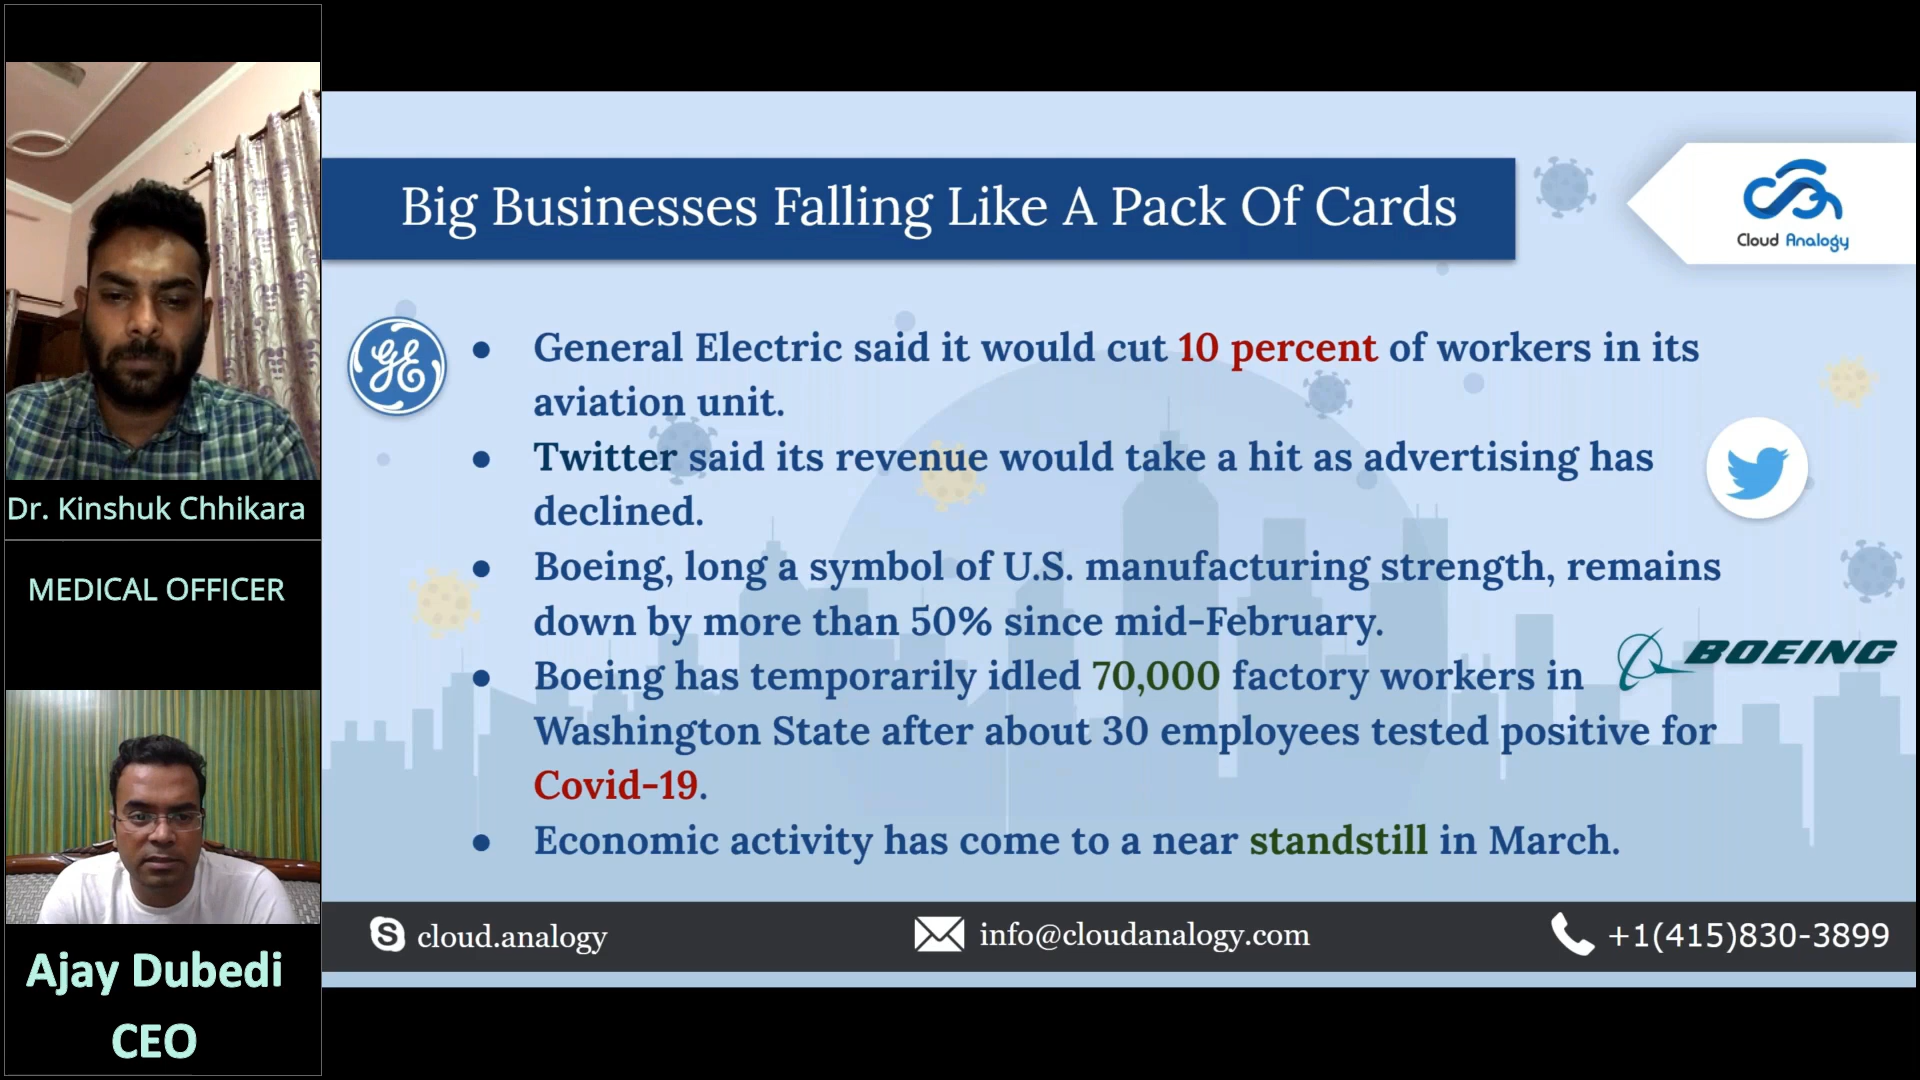 Dr. Kinshuk Chhikara
MEDICAL OFFICER
Ajay Dubedi
CEO
Big Businesses Falling Like A Pack Of Cards
Cloud Analogy
GE
● General Electric said it would cut 10 percent of workers in its
aviation unit.
● Twitter said its revenue would take a hit as advertising has
declined.
● Boeing, long a symbol of U.S. manufacturing strength, remains
down by more than 50% since mid-February.
● Boeing has temporarily idled 70,000 factory workers in
Washington State after about 30 employees tested positive for
Covid-19.
● Economic activity has come to a near standstill in March.
BOEING
cloud.analogy
info@cloudanalogy.com
+1(415)830-3899